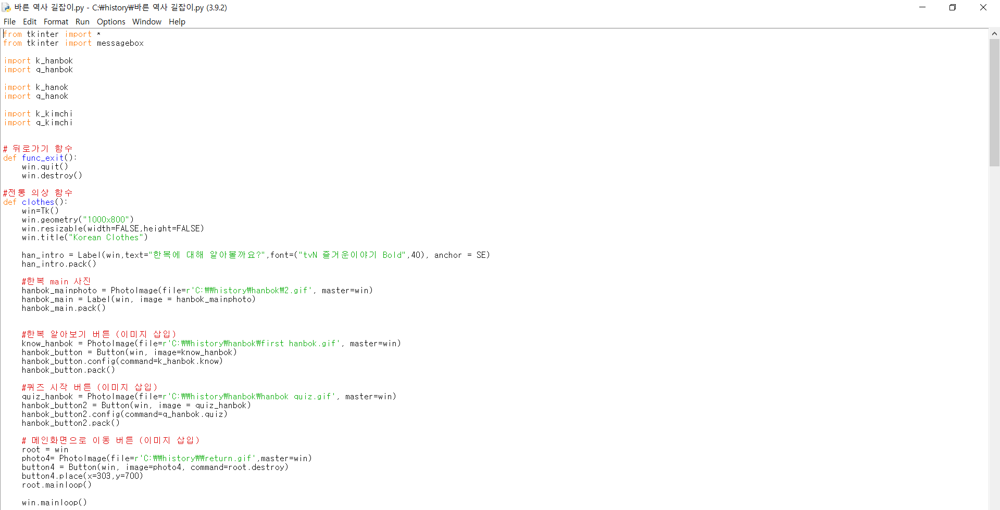 바른 역사 길잡이.py - C:₩history₩바른 역사 길잡이.py (3.9.2)
File Edit Format Run Options Window Help
from tkinter import *
from tkinter import messagebox
import k_hanbok
import q_hanbok
import k_hanok
import q_hanok
import k_kimchi
import q_kimchi
# 뒤로가기 함수
def func_exit():
    win.quit()
    win.destroy()
#전통 의상 함수
def clothes():
    win=Tk()
    win.geometry("1000x800")
    win.resizable(width=FALSE,height=FALSE)
    win.title("Korean Clothes")
    han_intro = Label(win,text="한복에 대해 알아볼까요?",font=("tvN 즐거운이야기 Bold",40), anchor = SE)
    han_intro.pack()
    #한복 main 사진
    hanbok_mainphoto = PhotoImage(file=r'C:₩₩history₩hanbok₩2.gif', master=win)
    hanbok_main = Label(win, image = hanbok_mainphoto)
    hanbok_main.pack()
    #한복 알아보기 버튼 (이미지 삽입)
    know_hanbok = PhotoImage(file=r'C:₩₩history₩hanbok₩first hanbok.gif', master=win)
    hanbok_button = Button(win, image=know_hanbok)
    hanbok_button.config(command=k_hanbok.know)
    hanbok_button.pack()
    #퀴즈 시작 버튼 (이미지 삽입)
    quiz_hanbok = PhotoImage(file=r'C:₩₩history₩hanbok₩hanbok quiz.gif', master=win)
    hanbok_button2 = Button(win, image = quiz_hanbok)
    hanbok_button2.config(command=q_hanbok.quiz)
    hanbok_button2.pack()
    # 메인화면으로 이동 버튼 (이미지 삽입)
    root = win
    photo4= PhotoImage(file=r'C:₩₩history₩₩return.gif',master=win)
    button4 = Button(win, image=photo4, command=root.destroy)
    button4.place(x=303,y=700)
    root.mainloop()
    win.mainloop()